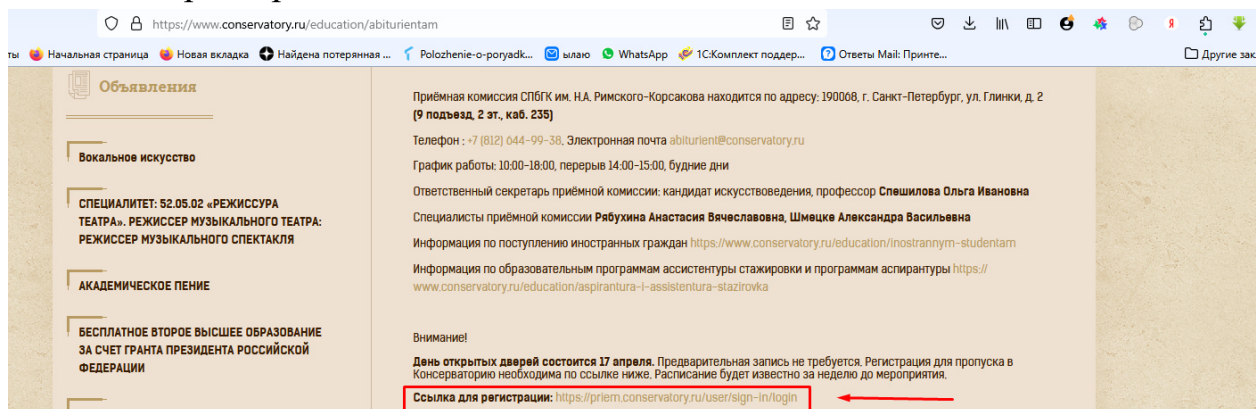 https://www.conservatory.ru/education/abiturientam
ты Начальная страница Новая вкладка Найдена потерянная ... Polozhenie-o-poryadk... ылаю WhatsApp 1С:Комплект поддер... Ответы Mail: Принте... Другие зак
Объявления
Вокальное искусство
СПЕЦИАЛИТЕТ: 52.05.02 «РЕЖИССУРА
ТЕАТРА». РЕЖИССЕР МУЗЫКАЛЬНОГО ТЕАТРА:
РЕЖИССЕР МУЗЫКАЛЬНОГО СПЕКТАКЛЯ
АКАДЕМИЧЕСКОЕ ПЕНИЕ
БЕСПЛАТНОЕ ВТОРОЕ ВЫСШЕЕ ОБРАЗОВАНИЕ
ЗА СЧЕТ ГРАНТА ПРЕЗИДЕНТА РОССИЙСКОЙ
ФЕДЕРАЦИИ
Приёмная комиссия СПбГК им. Н.А. Римского-Корсакова находится по адресу: 190068, г. Санкт-Петербург, ул. Глинки, д. 2
(9 подъезд, 2 эт., каб. 235)
Телефон : +7 (812) 644-99-38. Электронная почта abiturient@conservatory.ru
График работы: 10:00-18:00, перерыв 14:00-15:00, будние дни
Ответственный секретарь приёмной комиссии: кандидат искусствоведения, профессор Спешилова Ольга Ивановна
Специалисты приёмной комиссии Рябухина Анастасия Вячеславовна, Шмецке Александра Васильевна
Информация по поступлению иностранных граждан https://www.conservatory.ru/education/inostrannym-studentam
Информация по образовательным программам ассистентуры стажировки и программам аспирантуры https://
www.conservatory.ru/education/aspirantura-i-assistentura-stazirovka
Внимание!
День открытых дверей состоится 17 апреля. Предварительная запись не требуется. Регистрация для пропуска в
Консерваторию необходима по ссылке ниже. Расписание будет известно за неделю до мероприятия.
Ссылка для регистрации: https://priem.conservatory.ru/user/sign-in/login